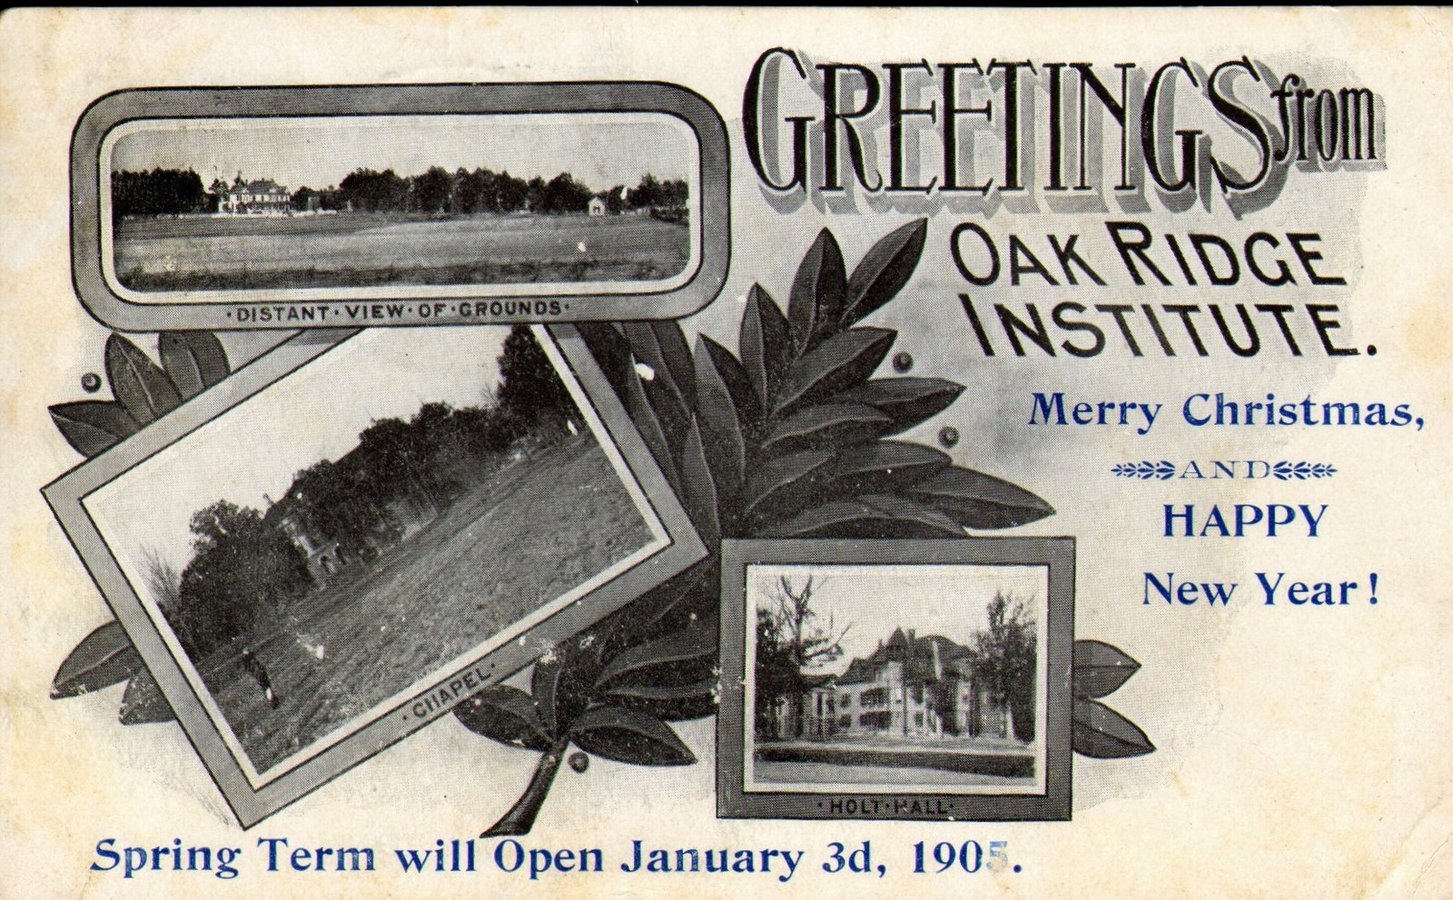 GREETINGS from
OAK RIDGE
INSTITUTE.
Merry Christmas,
AND
HAPPY
New Year!
·DISTANT·VIEW·OF·GROUNDS·
·CHAPEL·
·HOLT·HALL·
Spring Term will Open January 3d, 1905.